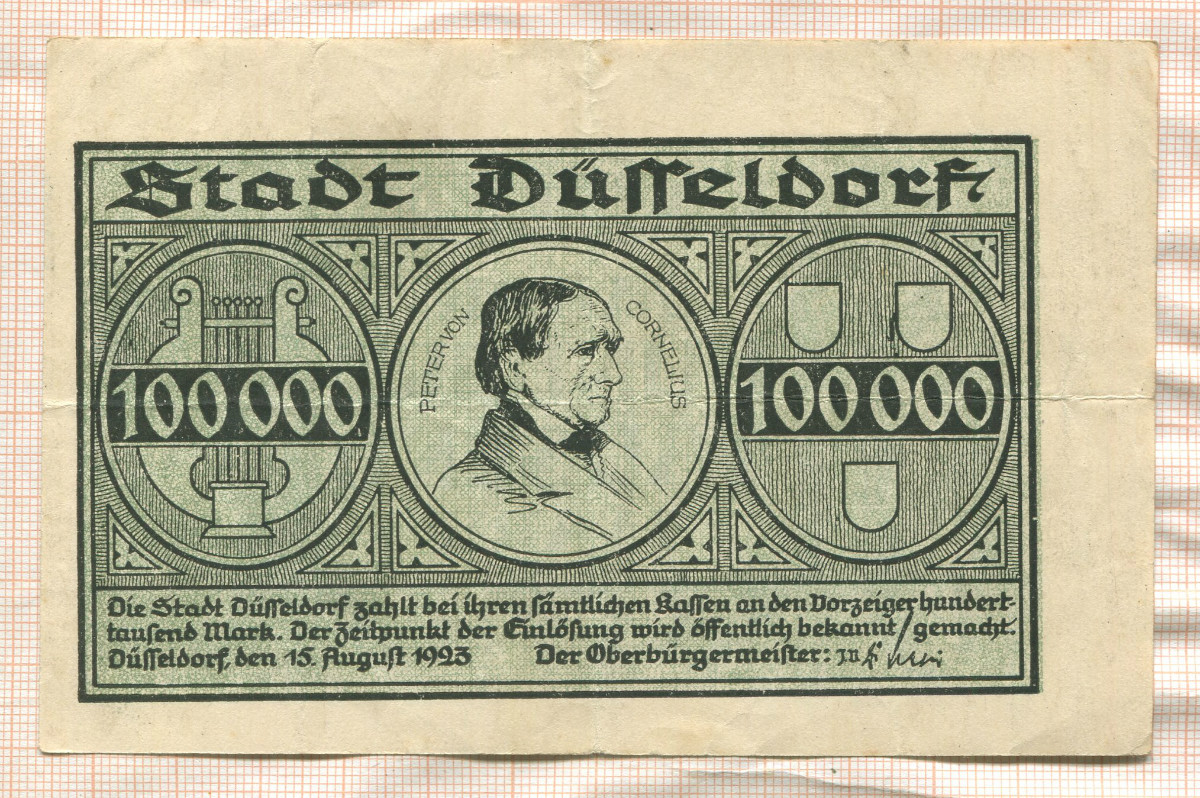 Stadt Düsseldorf
100 000
PETER VON CORNELIUS
100 000
Die Stadt Düsseldorf zahlt bei ihren sämtlichen Kassen an den Vorzeiger hundert-
tausend Mark. Der Zeitpunkt der Einlösung wird öffentlich bekannt gemacht.
Düsseldorf, den 15. August 1923 Der Oberbürgermeister: